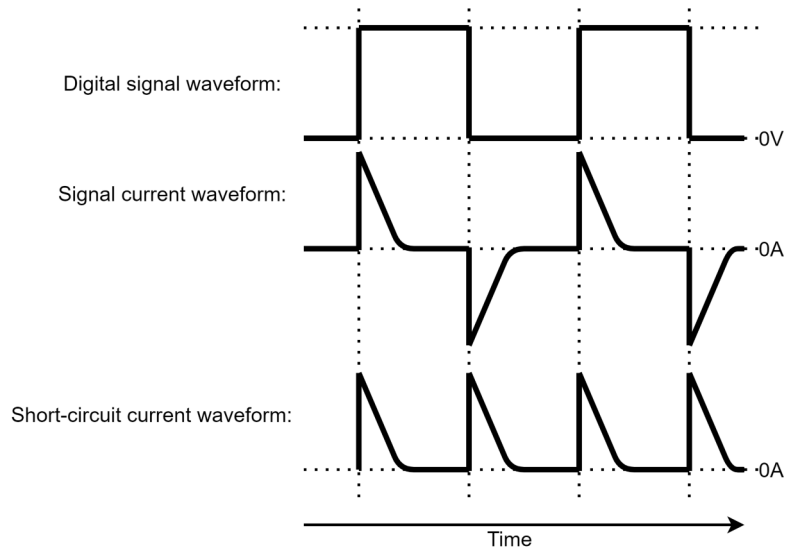 Digital signal waveform:
0V
Signal current waveform:
0A
Short-circuit current waveform:
0A
Time